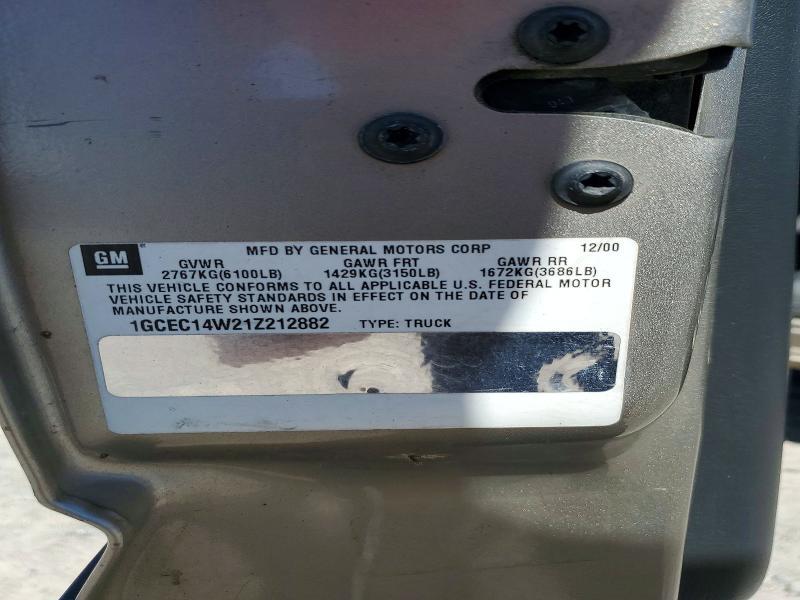 GM
MFD BY GENERAL MOTORS CORP 12/00
GVWR GAWR FRT GAWR RR
2767KG(6100LB) 1429KG(3150LB) 1672KG(3686LB)
THIS VEHICLE CONFORMS TO ALL APPLICABLE U.S. FEDERAL MOTOR
VEHICLE SAFETY STANDARDS IN EFFECT ON THE DATE OF
MANUFACTURE SHOWN ABOVE.
1GCEC14W21Z212882 TYPE: TRUCK